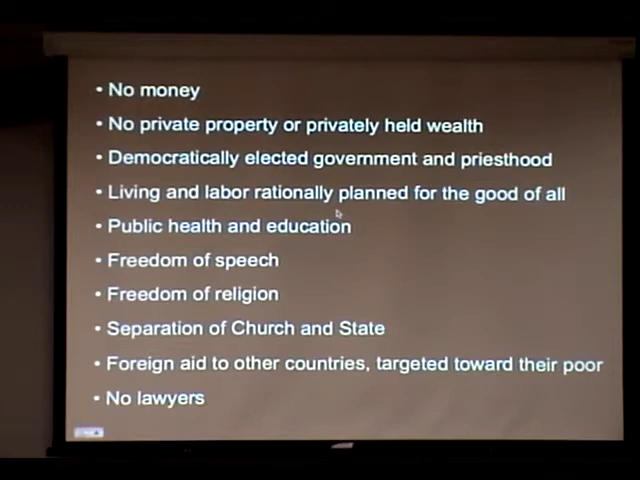 • No money
• No private property or privately held wealth
• Democratically elected government and priesthood
• Living and labor rationally planned for the good of all
• Public health and education
• Freedom of speech
• Freedom of religion
• Separation of Church and State
• Foreign aid to other countries, targeted toward their poor
• No lawyers